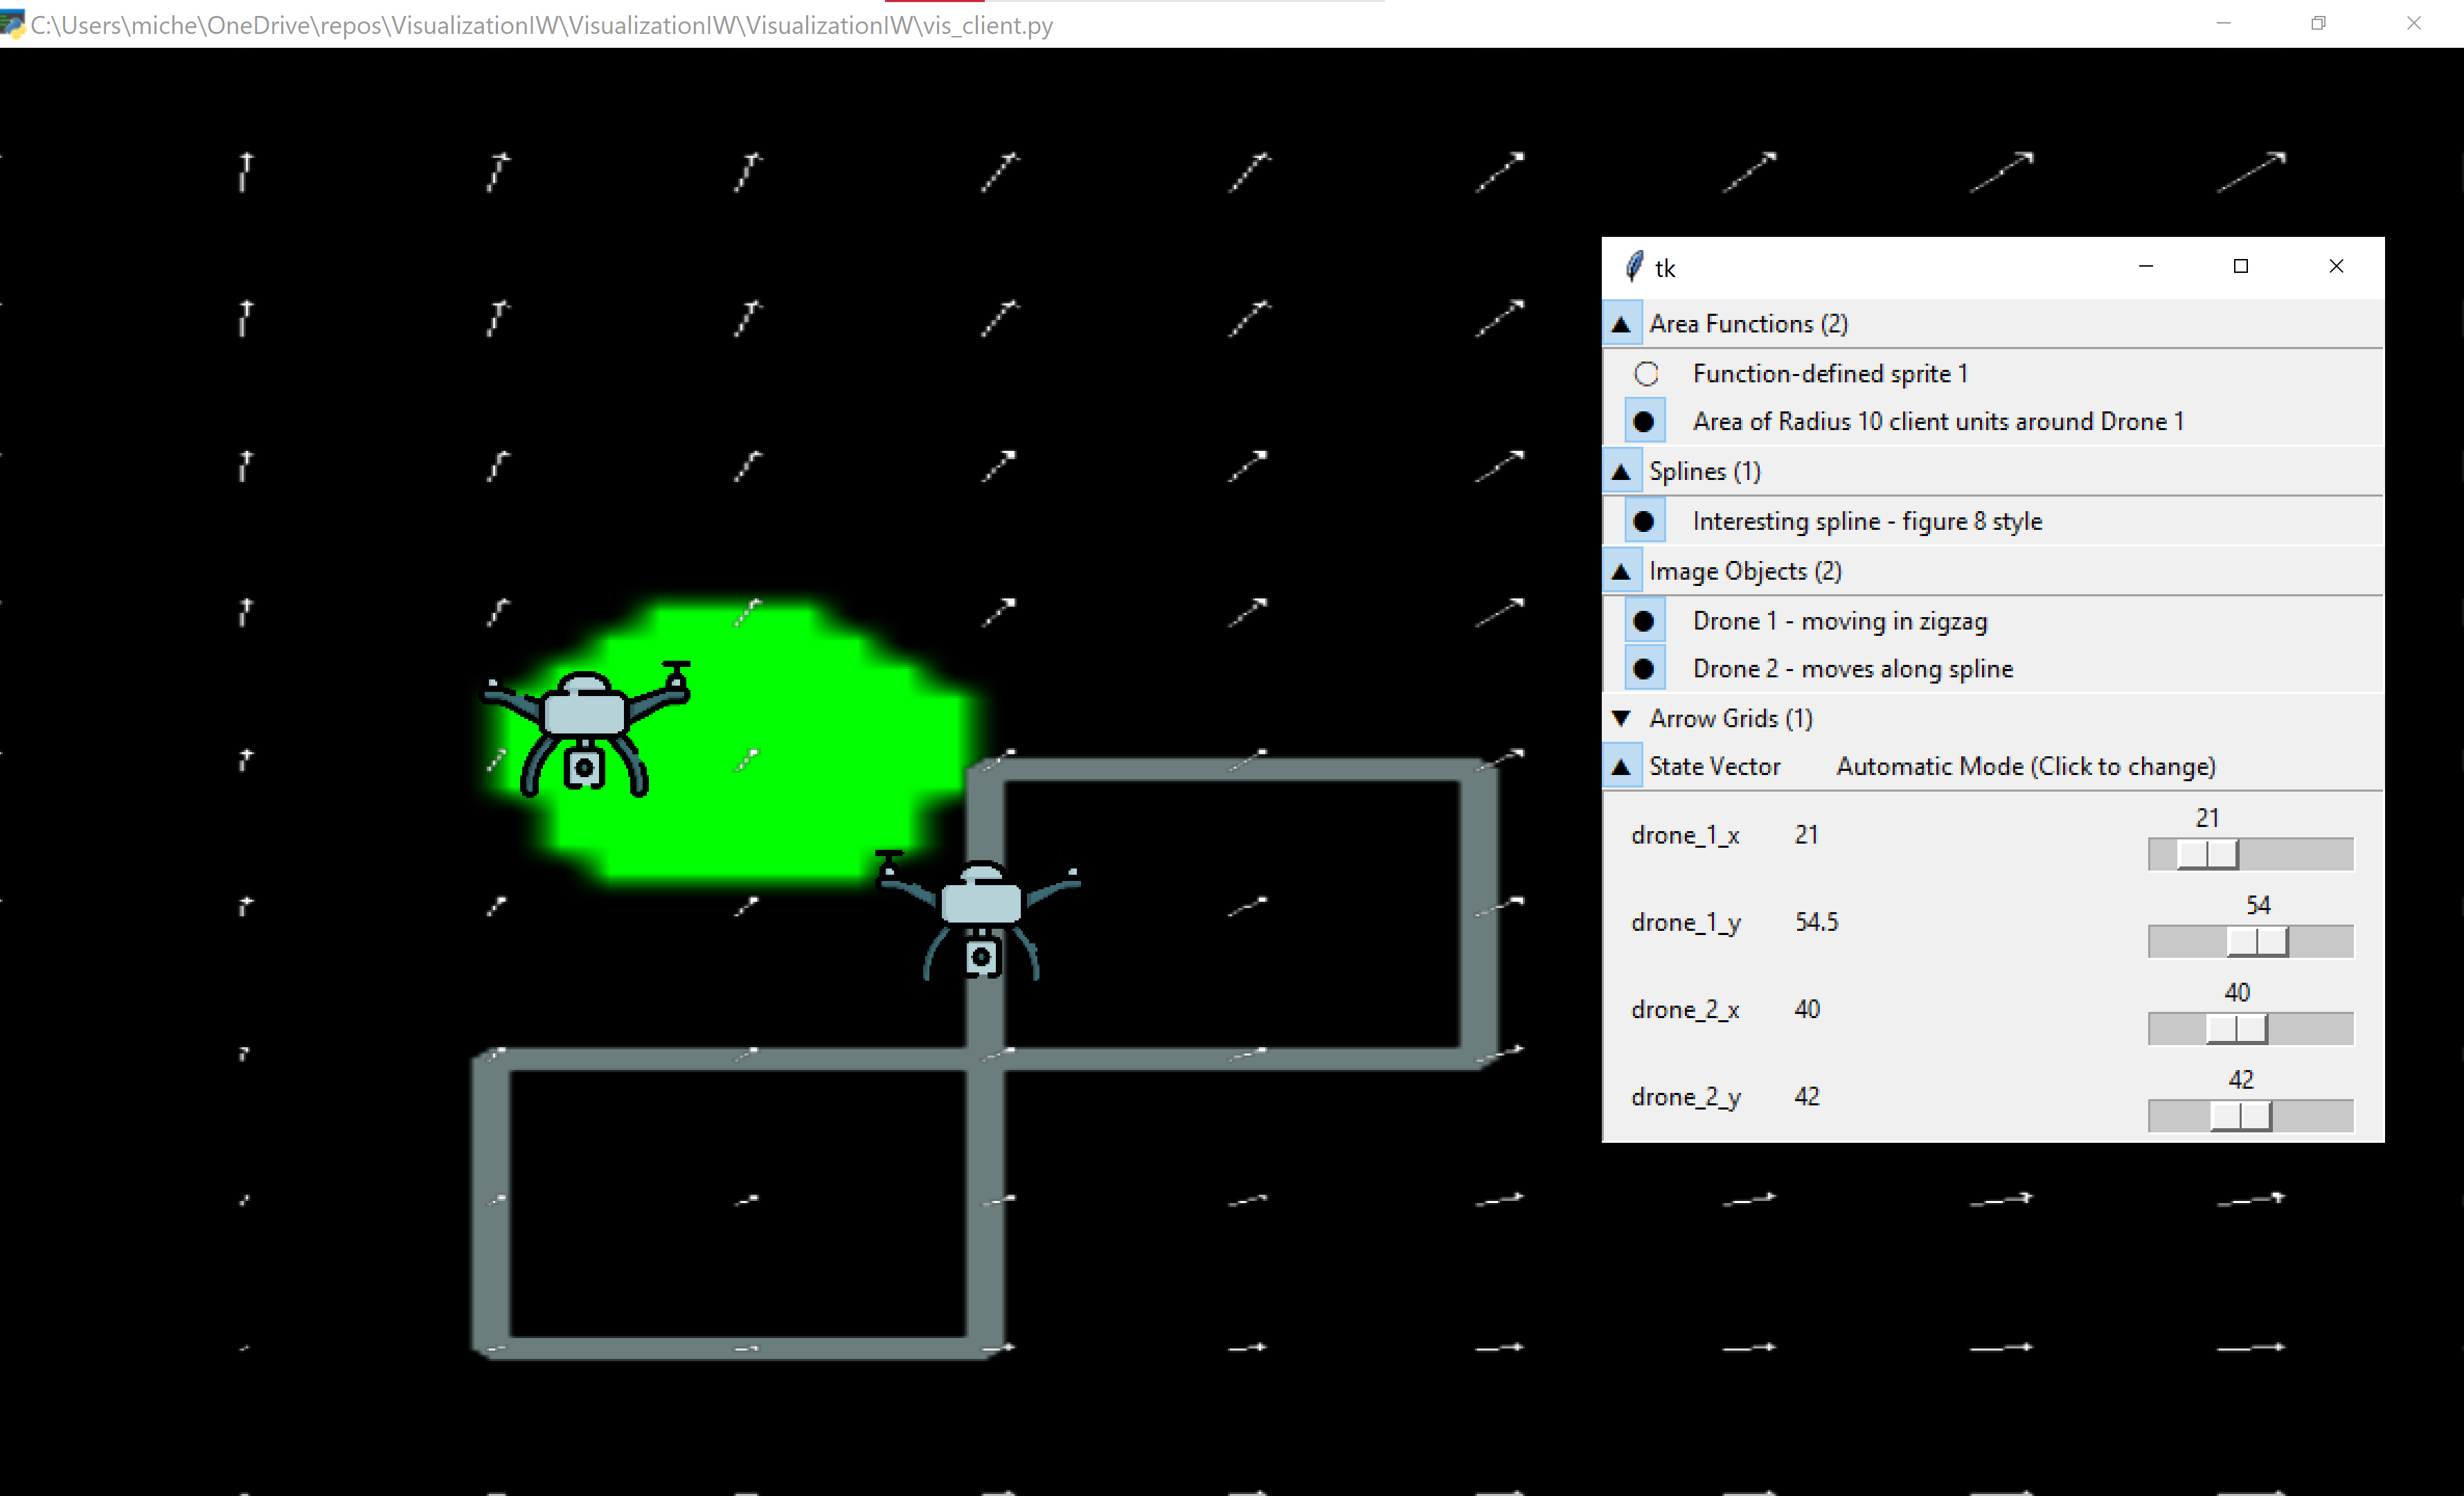 C:\Users\miche\OneDrive\repos\VisualizationIW\VisualizationIW\VisualizationIW\vis_client.py
tk
Area Functions (2)
Function-defined sprite 1
Area of Radius 10 client units around Drone 1
Splines (1)
Interesting spline - figure 8 style
Image Objects (2)
Drone 1 - moving in zigzag
Drone 2 - moves along spline
Arrow Grids (1)
State Vector Automatic Mode (Click to change)
21
drone_1_x 21
54
drone_1_y 54.5
40
drone_2_x 40
42
drone_2_y 42